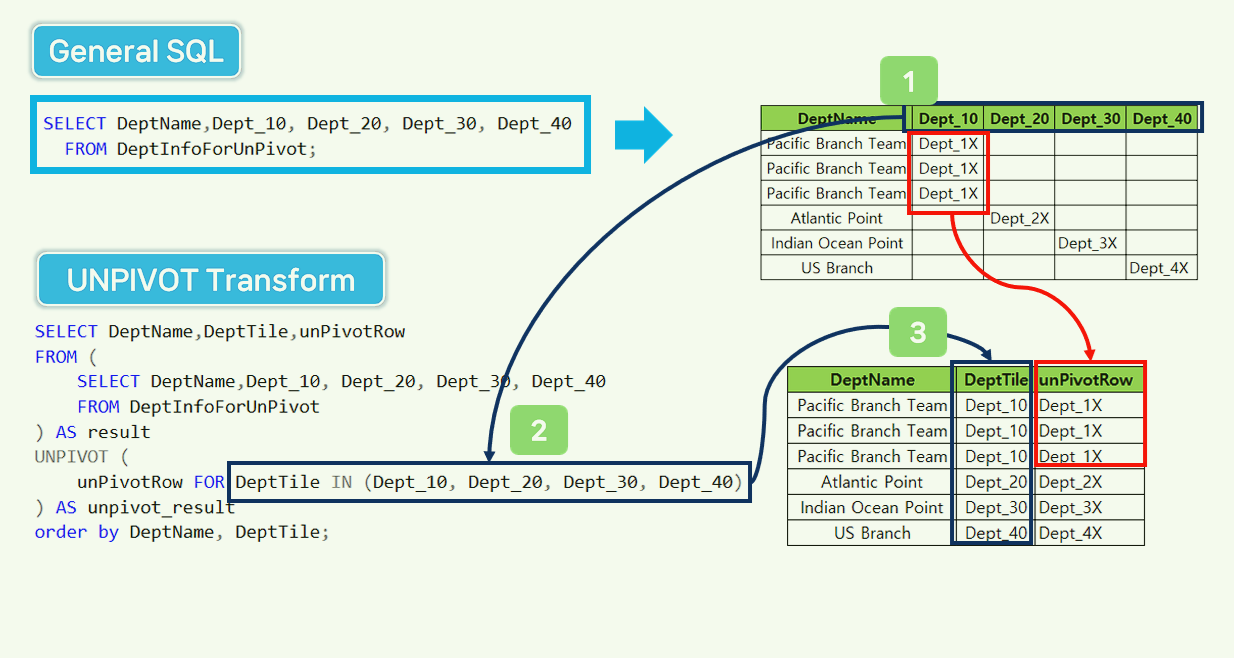 General SQL
SELECT DeptName,Dept_10, Dept_20, Dept_30, Dept_40
FROM DeptInfoForUnPivot;
1
DeptName Dept_10 Dept_20 Dept_30 Dept_40
Pacific Branch Team Dept_1X
Pacific Branch Team Dept_1X
Pacific Branch Team Dept_1X
Atlantic Point Dept_2X
Indian Ocean Point Dept_3X
US Branch Dept_4X
UNPIVOT Transform
SELECT DeptName,DeptTile,unPivotRow
FROM (
SELECT DeptName,Dept_10, Dept_20, Dept_30, Dept_40
FROM DeptInfoForUnPivot
) AS result
UNPIVOT (
unPivotRow FOR DeptTile IN (Dept_10, Dept_20, Dept_30, Dept_40)
) AS unpivot_result
order by DeptName, DeptTile;
2
3
DeptName DeptTile unPivotRow
Pacific Branch Team Dept_10 Dept_1X
Pacific Branch Team Dept_10 Dept_1X
Pacific Branch Team Dept_10 Dept_1X
Atlantic Point Dept_20 Dept_2X
Indian Ocean Point Dept_30 Dept_3X
US Branch Dept_40 Dept_4X